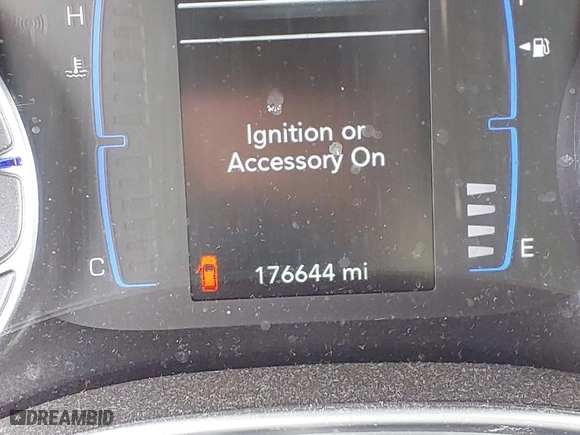 H
Ignition or
Accessory On
C
E
176644 mi
DREAMBID